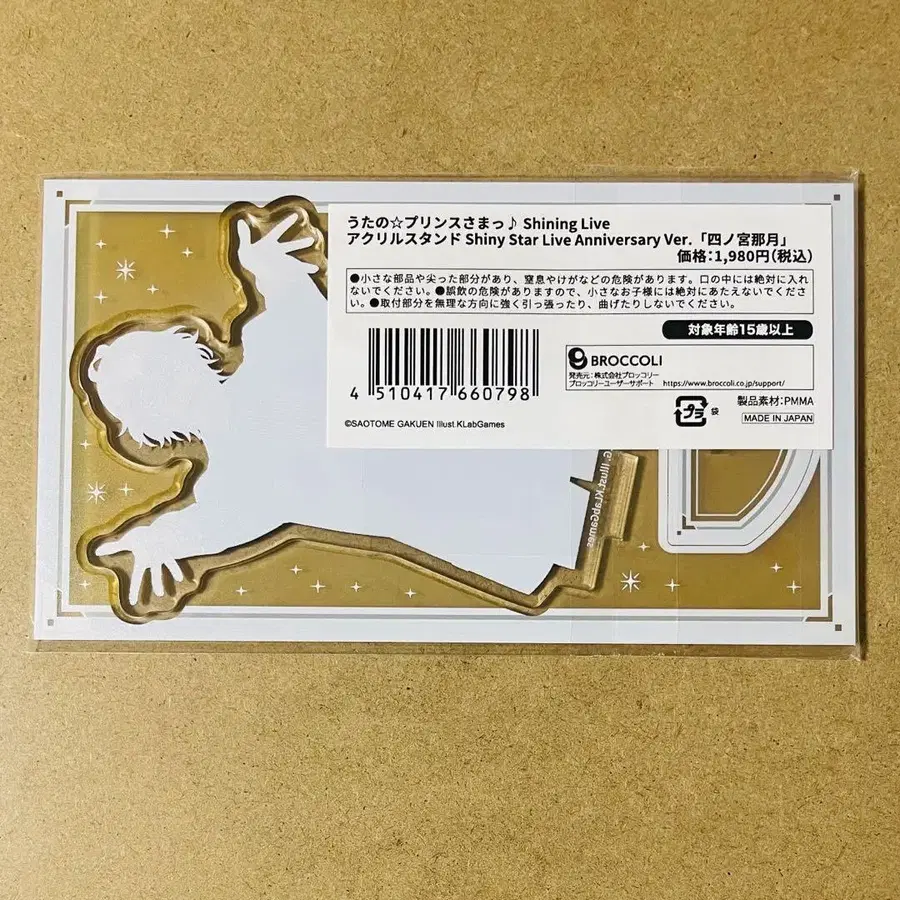 うたの☆プリンスさまっ♪ Shining Live
アクリルスタンド Shiny Star Live Anniversary Ver.「四ノ宮那月」
価格:1,980円(税込)
●小さな部品や尖った部分があり、窒息やけがなどの危険があります。口の中には絶対に入れ
ないでください。●誤飲の危険がありますので、小さなお子様には絶対にあたえないでくださ
い。●取付部分を無理な方向に強く引っ張ったり、曲げたりしないでください。
対象年齢15歳以上
BROCCOLI
発売元:株式会社ブロッコリー
ブロッコリーユーザーサポート https://www.broccoli.co.jp/support/
4 510417 660798
プラ 袋
製品素材:PMMA
MADE IN JAPAN
©SAOTOME GAKUEN Illust.KLabGames
G. Illust.KLabGames